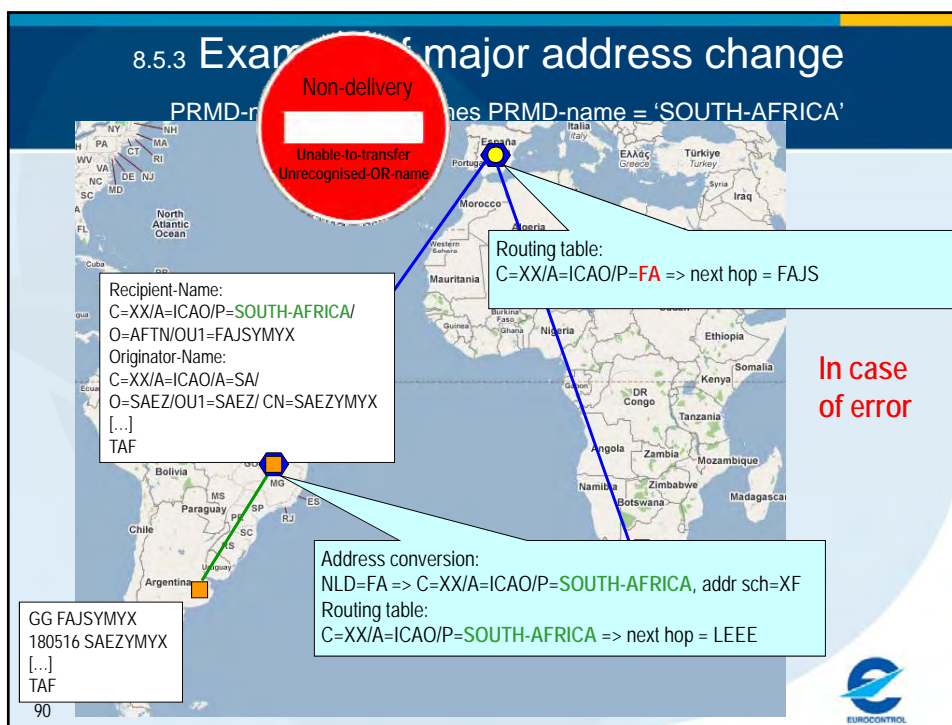 8.5.3 Example of major address change
PRMD-n nes PRMD-name = ‘SOUTH-AFRICA’
Non-delivery
Unable-to-transfer
Unrecognised-OR-name
NY
NH
MA
PA
CT
RI
WV
NJ
VA
DE
NC
MD
SC
FL
North
Atlantic
Ocean
Cuba
España
Portugal
Italia
Italy
Ελλάς
Greece
Türkiye
Turkey
Syria
Iraq
Morocco
Algeria
Western
Sahara
Mauritania
Burkina
Faso
Guinea
Ghana
Nigeria
Ethiopia
Somalia
Kenya
Gabon
DR
Congo
Tanzania
Angola
Zambia
Mozambique
Namibia
Zimbabwe
Botswana
Madagascar
Routing table:
C=XX/A=ICAO/P=FA => next hop = FAJS
Recipient-Name:
C=XX/A=ICAO/P=SOUTH-AFRICA/
O=AFTN/OU1=FAJSYMYX
Originator-Name:
C=XX/A=ICAO/A=SA/
O=SAEZ/OU1=SAEZ/ CN=SAEZYMYX
[...]
TAF
In case
of error
Bolivia
GO
MG
ES
MS
SP
RJ
Paraguay
PR
SC
Chile
RS
Uruguay
Argentina
Address conversion:
NLD=FA => C=XX/A=ICAO/P=SOUTH-AFRICA, addr sch=XF
Routing table:
C=XX/A=ICAO/P=SOUTH-AFRICA => next hop = LEEE
GG FAJSYMYX
180516 SAEZYMYX
[...]
TAF
90
EUROCONTROL